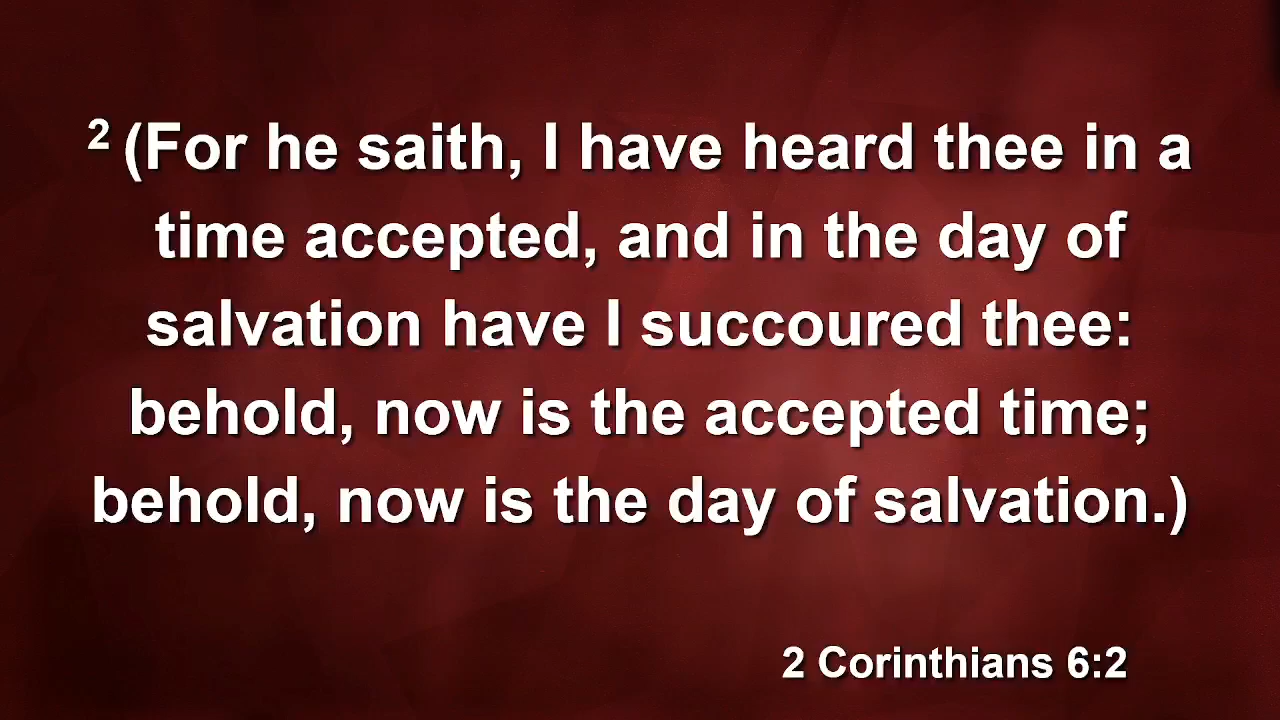 2 (For he saith, I have heard thee in a
time accepted, and in the day of
salvation have I succoured thee:
behold, now is the accepted time;
behold, now is the day of salvation.)
2 Corinthians 6:2